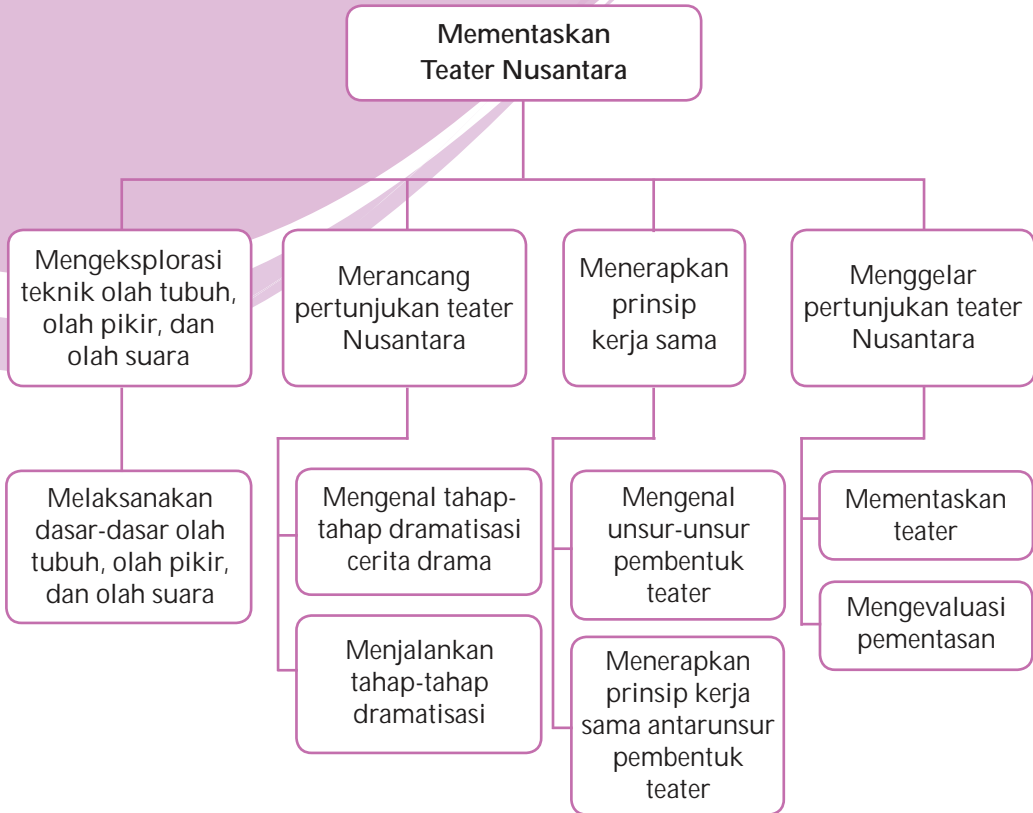 Mementaskan
Teater Nusantara
Mengeksplorasi
teknik olah tubuh,
olah pikir, dan
olah suara
Merancang
pertunjukan teater
Nusantara
Menerapkan
prinsip
kerja sama
Menggelar
pertunjukan teater
Nusantara
Melaksanakan
dasar-dasar olah
tubuh, olah pikir,
dan olah suara
Mengenal tahap-
tahap dramatisasi
cerita drama
Menjalankan
tahap-tahap
dramatisasi
Mengenal
unsur-unsur
pembentuk
teater
Menerapkan
prinsip kerja
sama antarunsur
pembentuk
teater
Mementaskan
teater
Mengevaluasi
pementasan